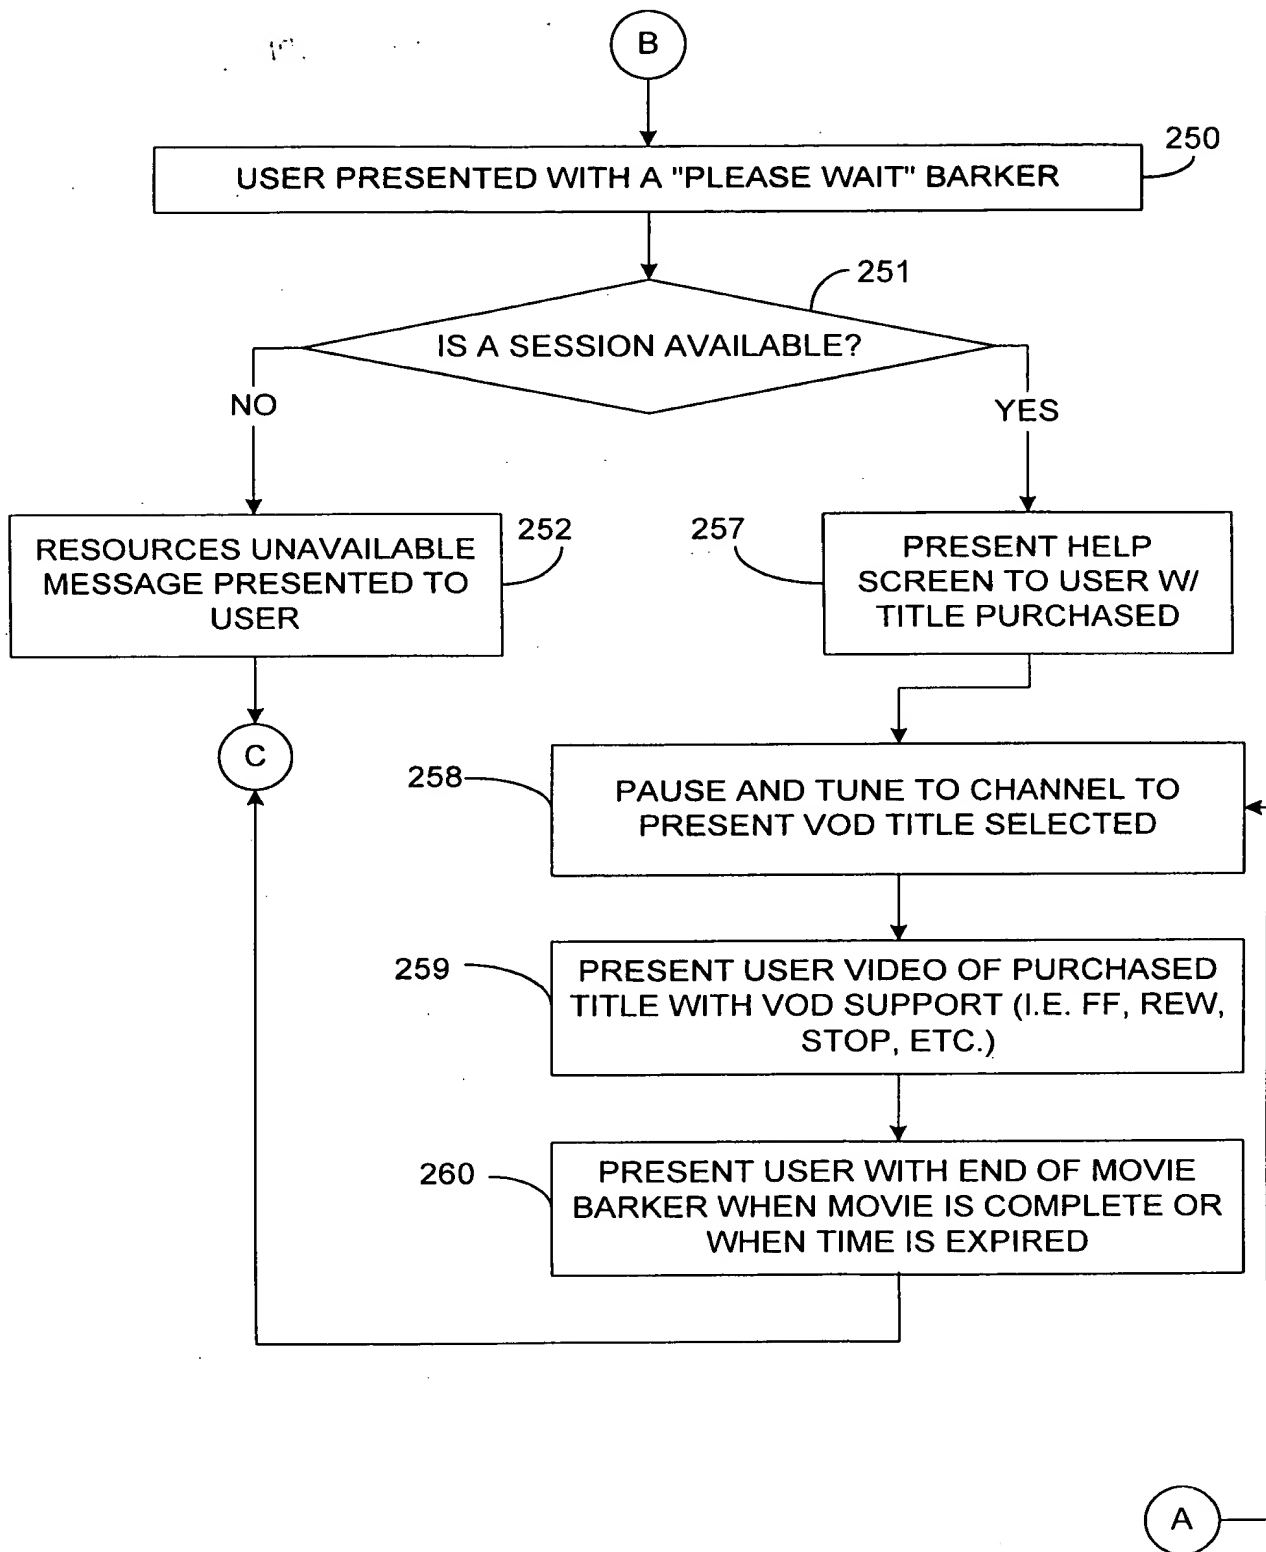 B
250
USER PRESENTED WITH A "PLEASE WAIT" BARKER
251
IS A SESSION AVAILABLE?
NO
YES
252
RESOURCES UNAVAILABLE
MESSAGE PRESENTED TO
USER
257
PRESENT HELP
SCREEN TO USER W/
TITLE PURCHASED
C
258
PAUSE AND TUNE TO CHANNEL TO
PRESENT VOD TITLE SELECTED
259
PRESENT USER VIDEO OF PURCHASED
TITLE WITH VOD SUPPORT (I.E. FF, REW,
STOP, ETC.)
260
PRESENT USER WITH END OF MOVIE
BARKER WHEN MOVIE IS COMPLETE OR
WHEN TIME IS EXPIRED
A